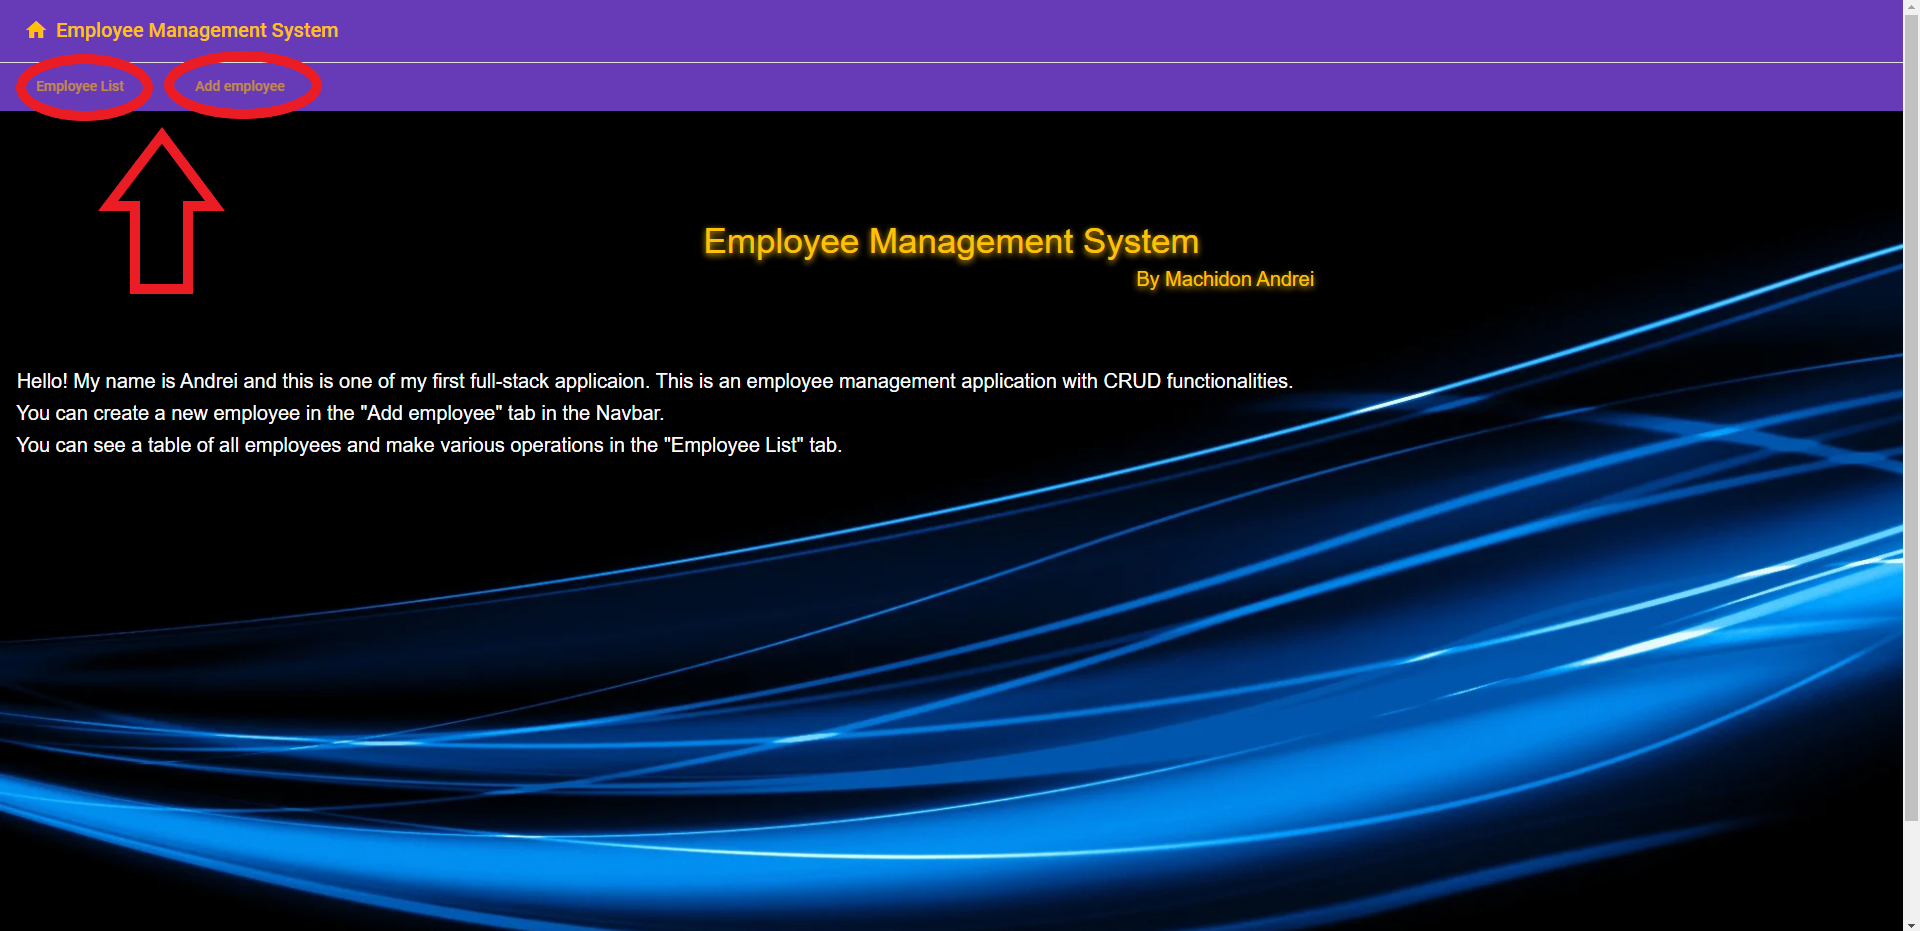 Employee Management System
Employee List
Add employee
Employee Management System
By Machidon Andrei
Hello! My name is Andrei and this is one of my first full-stack applicaion. This is an employee management application with CRUD functionalities.
You can create a new employee in the "Add employee" tab in the Navbar.
You can see a table of all employees and make various operations in the "Employee List" tab.